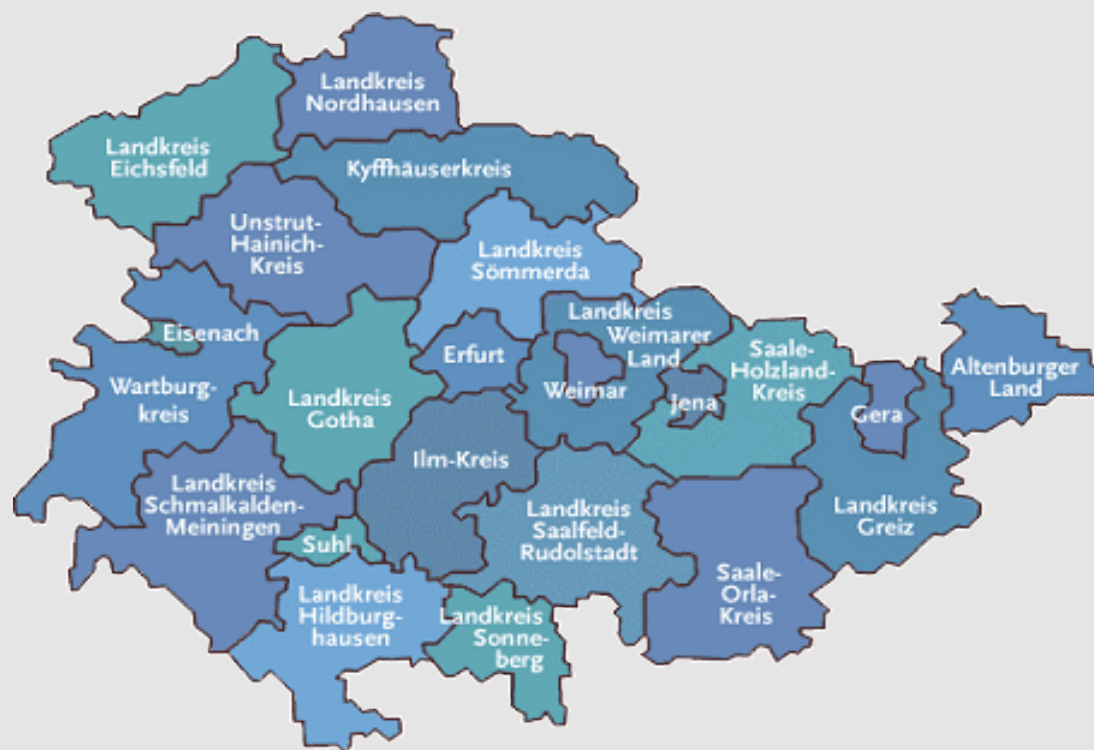 Landkreis
Nordhausen
Landkreis
Eichsfeld
Kyffhäuserkreis
Unstrut-
Hainich-
Kreis
Landkreis
Sömmerda
Eisenach
Landkreis
Weimarer
Land
Erfurt
Saale-
Holzland-
Kreis
Altenburger
Land
Wartburg-
kreis
Landkreis
Gotha
Weimar
Jena
Gera
Ilm-Kreis
Landkreis
Schmalkalden-
Meiningen
Landkreis
Saalfeld-
Rudolstadt
Landkreis
Greiz
Suhl
Saale-
Orla-
Kreis
Landkreis
Hildburg-
hausen
Landkreis
Sonne-
berg